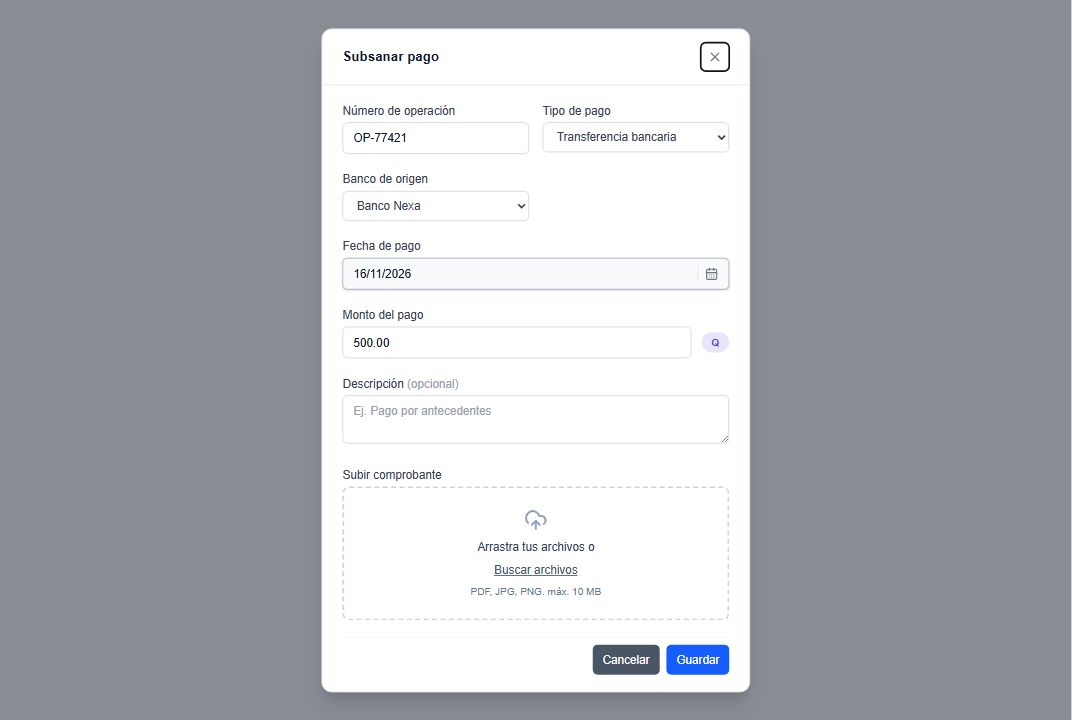 Subsanar pago
Número de operación
Tipo de pago
OP-77421
Transferencia bancaria
Banco de origen
Banco Nexa
Fecha de pago
16/11/2026
Monto del pago
500.00
Q
Descripción (opcional)
Ej. Pago por antecedentes
Subir comprobante
Arrastra tus archivos o
Buscar archivos
PDF, JPG, PNG. máx. 10 MB
Cancelar
Guardar